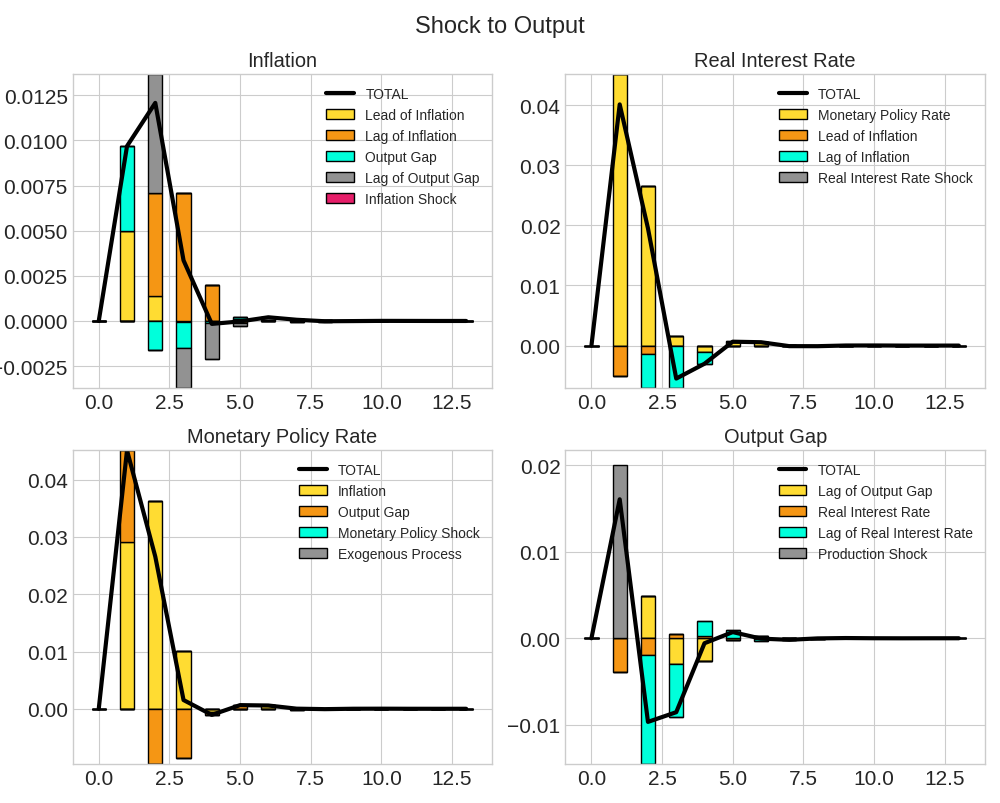 Shock to Output
Inflation
0.0125
0.0100
0.0075
0.0050
0.0025
0.0000
−0.0025
TOTAL
Lead of Inflation
Lag of Inflation
Output Gap
Lag of Output Gap
Inflation Shock
0.0 2.5 5.0 7.5 10.0 12.5
Real Interest Rate
0.04
0.03
0.02
0.01
0.00
TOTAL
Monetary Policy Rate
Lead of Inflation
Lag of Inflation
Real Interest Rate Shock
0.0 2.5 5.0 7.5 10.0 12.5
Monetary Policy Rate
0.04
0.03
0.02
0.01
0.00
TOTAL
Inflation
Output Gap
Monetary Policy Shock
Exogenous Process
0.0 2.5 5.0 7.5 10.0 12.5
Output Gap
0.02
0.01
0.00
−0.01
TOTAL
Lag of Output Gap
Real Interest Rate
Lag of Real Interest Rate
Production Shock
0.0 2.5 5.0 7.5 10.0 12.5